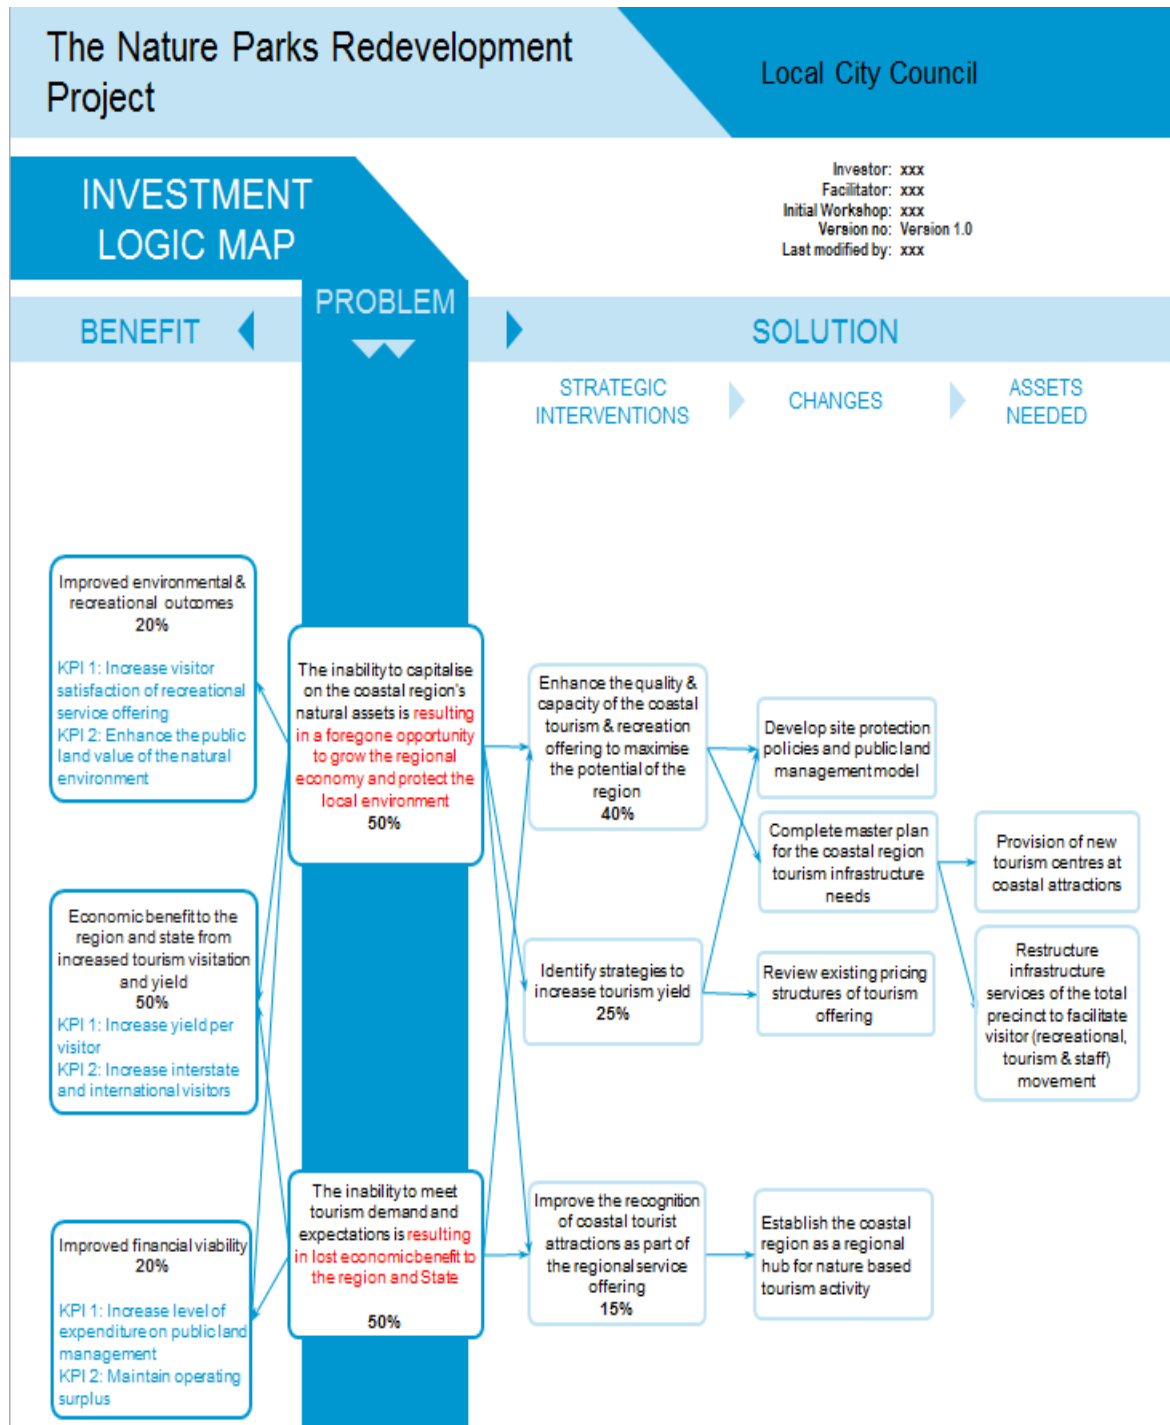 The Nature Parks Redevelopment
Project
Local City Council
INVESTMENT
LOGIC MAP
Investor: xxx
Facilitator: xxx
Initial Workshop: xxx
Version no: Version 1.0
Last modified by: xxx
BENEFIT
PROBLEM
SOLUTION
STRATEGIC
INTERVENTIONS
CHANGES
ASSETS
NEEDED
Improved environmental &
recreational outcomes
20%
KPI 1: Increase visitor
satisfaction of recreational
service offering
KPI 2: Enhance the public
land value of the natural
environment
Economic benefit to the
region and state from
increased tourism visitation
and yield
50%
KPI 1: Increase yield per
visitor
KPI 2: Increase interstate
and international visitors
Improved financial viability
20%
KPI 1: Increase level of
expenditure on public land
management
KPI 2: Maintain operating
surplus
The inability to capitalise
on the coastal region's
natural assets is resulting
in a foregone opportunity
to grow the regional
economy and protect the
local environment
50%
The inability to meet
tourism demand and
expectations is resulting
in lost economic benefit to
the region and State
50%
Enhance the quality &
capacity of the coastal
tourism & recreation
offering to maximise
the potential of the
region
40%
Identify strategies to
increase tourism yield
25%
Improve the recognition
of coastal tourist
attractions as part of
the regional service
offering
15%
Develop site protection
policies and public land
management model
Complete master plan
for the coastal region
tourism infrastructure
needs
Review existing pricing
structures of tourism
offering
Establish the coastal
region as a regional
hub for nature based
tourism activity
Provision of new
tourism centres at
coastal attractions
Restructure
infrastructure
services of the total
precinct to facilitate
visitor (recreational,
tourism & staff)
movement